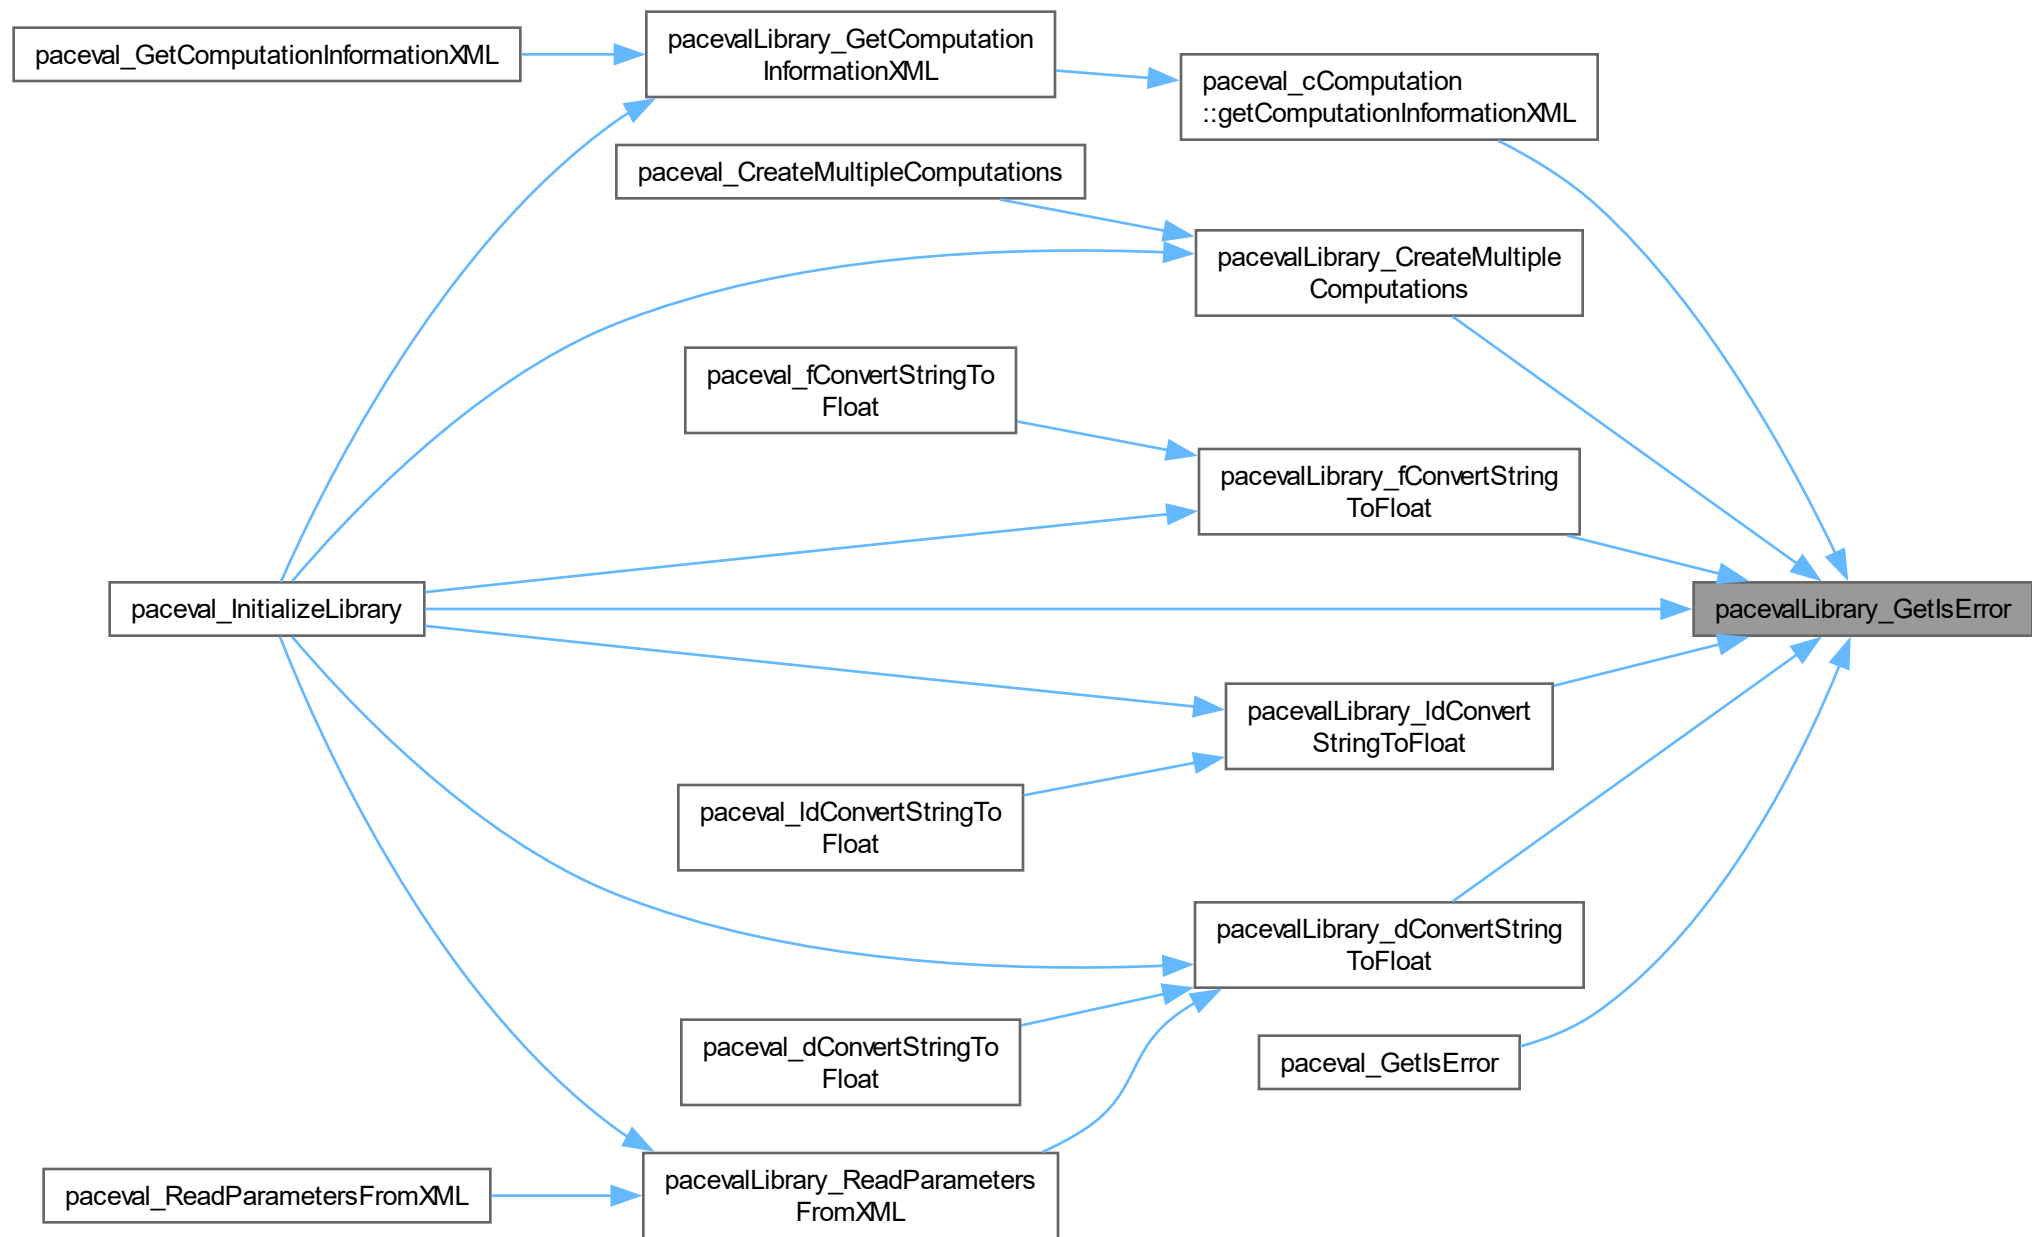 paceval_GetComputationInformationXML
pacevalLibrary_GetComputation
InformationXML
paceval_cComputation
::getComputationInformationXML
paceval_CreateMultipleComputations
pacevalLibrary_CreateMultiple
Computations
paceval_fConvertStringTo
Float
pacevalLibrary_fConvertString
ToFloat
paceval_InitializeLibrary
pacevalLibrary_GetIsError
pacevalLibrary_ldConvert
StringToFloat
paceval_ldConvertStringTo
Float
pacevalLibrary_dConvertString
ToFloat
paceval_dConvertStringTo
Float
paceval_GetIsError
paceval_ReadParametersFromXML
pacevalLibrary_ReadParameters
FromXML